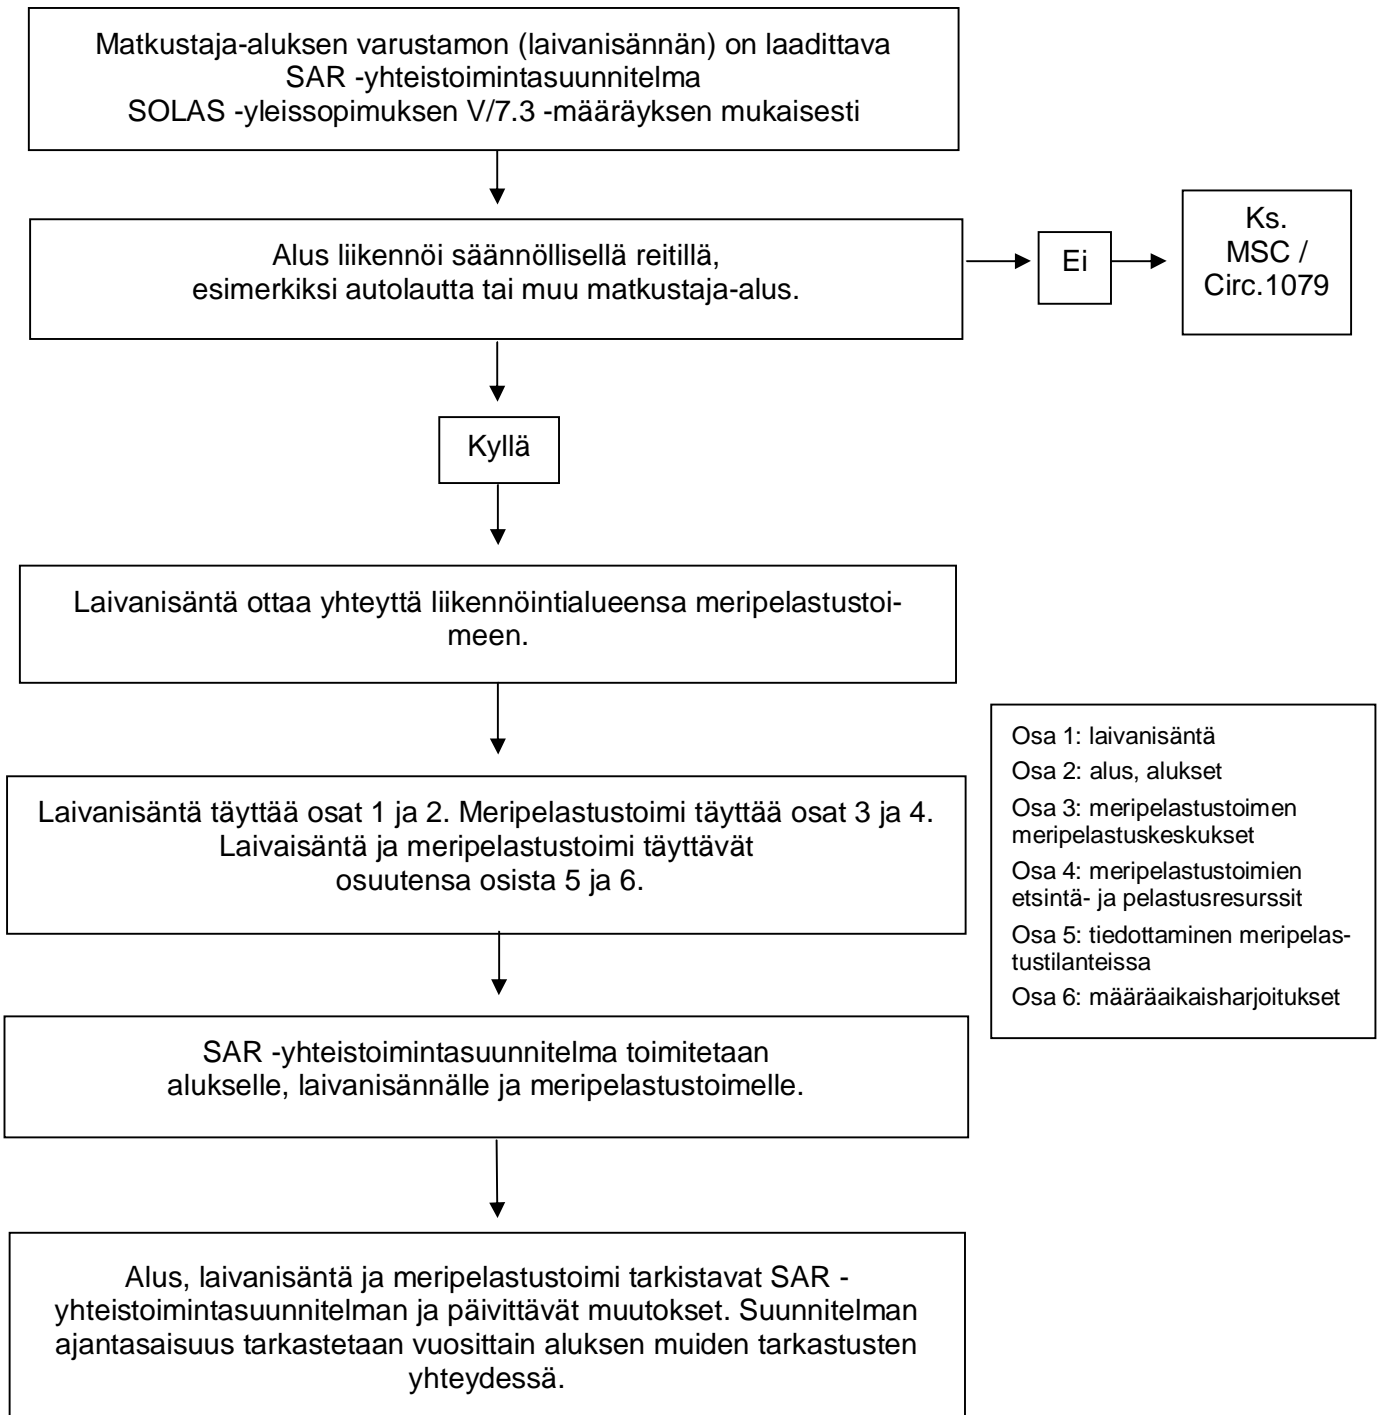 Matkustaja-aluksen varustamon (laivanisännän) on laadittava
SAR -yhteistoimintasuunnitelma
SOLAS -yleissopimuksen V/7.3 -määräyksen mukaisesti
Alus liikennöi säännöllisellä reitillä,
esimerkiksi autolautta tai muu matkustaja-alus.
Ei
Ks.
MSC /
Circ.1079
Kyllä
Laivanisäntä ottaa yhteyttä liikennöintialueensa meripelastustoi-
meen.
Laivanisäntä täyttää osat 1 ja 2. Meripelastustoimi täyttää osat 3 ja 4.
Laivaisäntä ja meripelastustoimi täyttävät
osuutensa osista 5 ja 6.
Osa 1: laivanisäntä
Osa 2: alus, alukset
Osa 3: meripelastustoimen
meripelastuskeskukset
Osa 4: meripelastustoimien
etsintä- ja pelastusresurssit
Osa 5: tiedottaminen meripelas-
tustilanteissa
Osa 6: määräaikaisharjoitukset
SAR -yhteistoimintasuunnitelma toimitetaan
alukselle, laivanisännälle ja meripelastustoimelle.
Alus, laivanisäntä ja meripelastustoimi tarkistavat SAR -
yhteistoimintasuunnitelman ja päivittävät muutokset. Suunnitelman
ajantasaisuus tarkastetaan vuosittain aluksen muiden tarkastusten
yhteydessä.